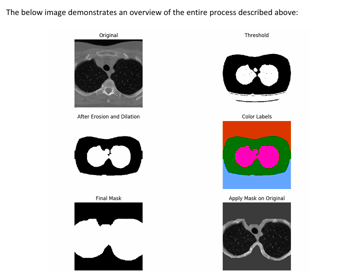 The below image demonstrates an overview of the entire process described above:
Original
Threshold
After Erosion and Dilation
Color Labels
Final Mask
Apply Mask on Original